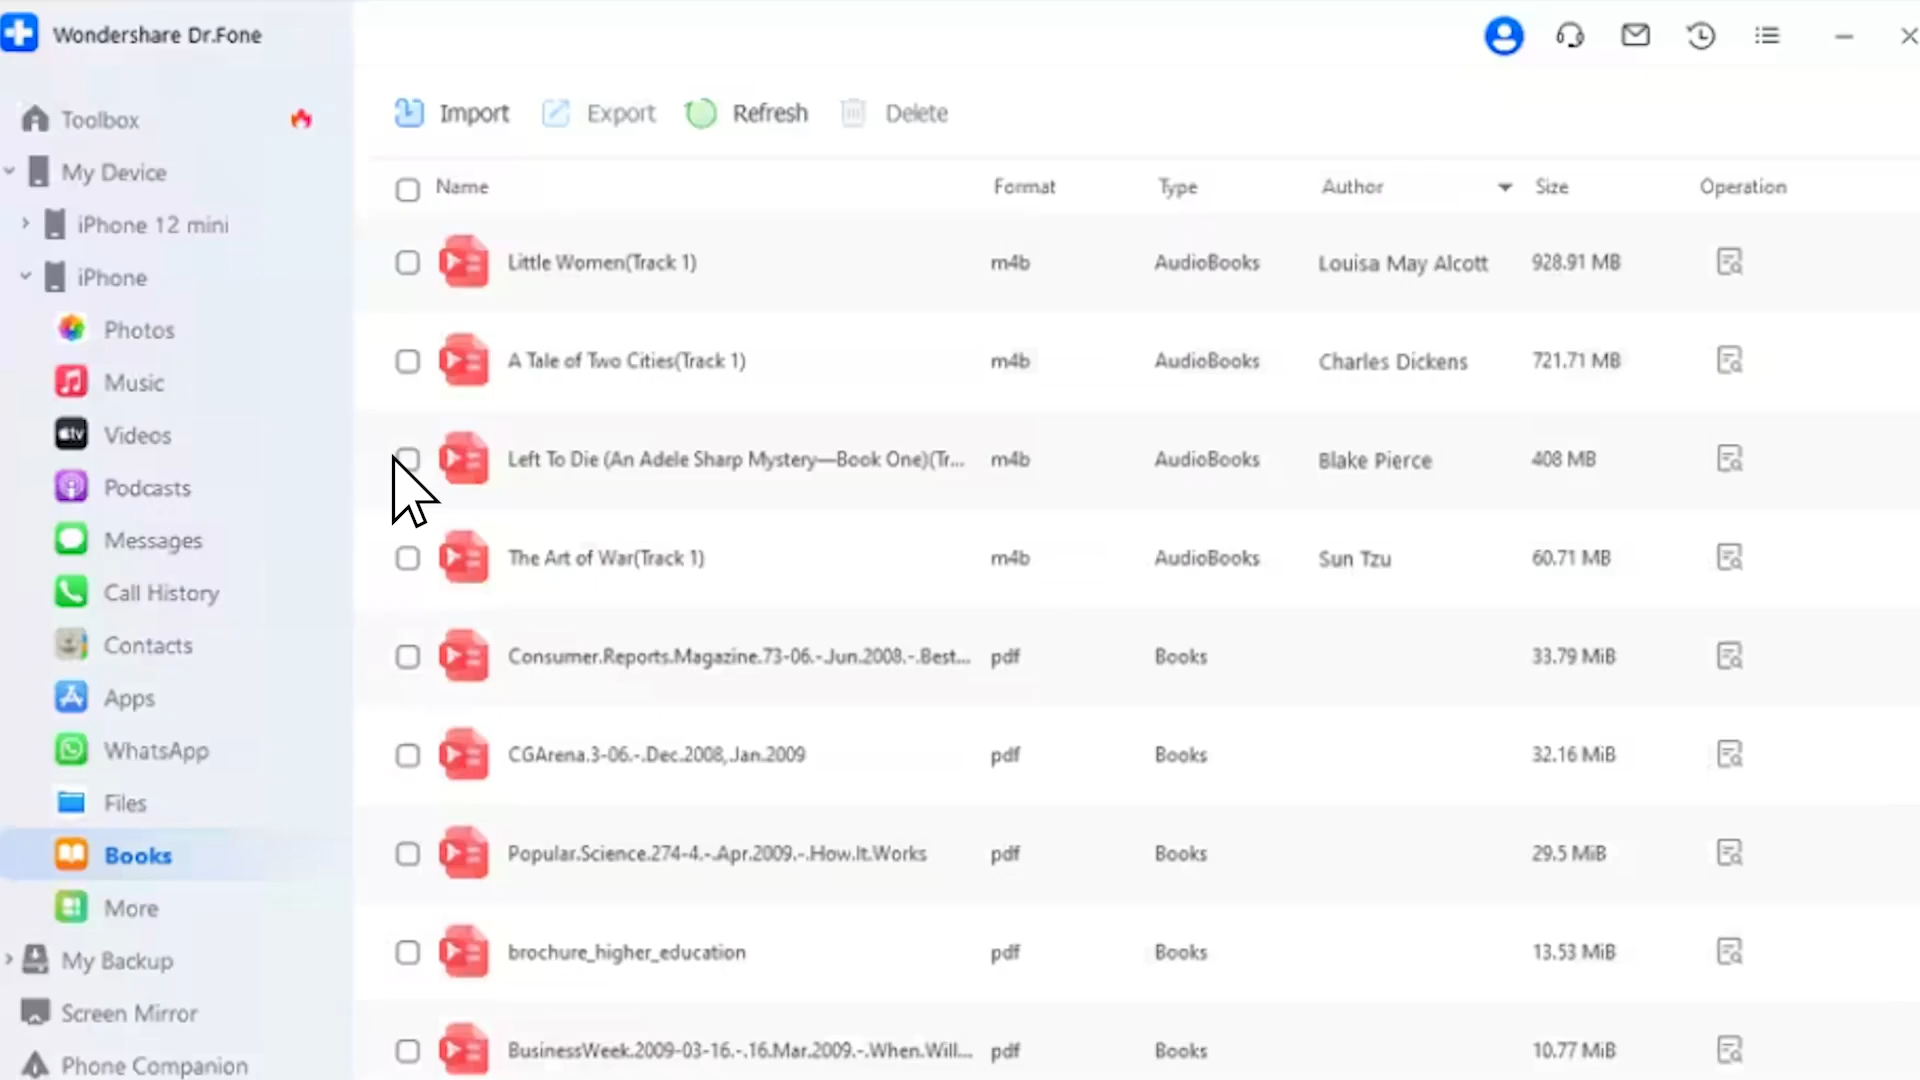 Wondershare Dr.Fone
Toolbox
My Device
iPhone 12 mini
iPhone
Photos
Music
Videos
Podcasts
Messages
Call History
Contacts
Apps
WhatsApp
Files
Books
More
My Backup
Screen Mirror
Phone Companion
Import Export Refresh Delete
Name Format Type Author Size Operation
Little Women(Track 1) m4b AudioBooks Louisa May Alcott 928.91 MB
A Tale of Two Cities(Track 1) m4b AudioBooks Charles Dickens 721.71 MB
Left To Die (An Adele Sharp Mystery—Book One)(Tr... m4b AudioBooks Blake Pierce 408 MB
The Art of War(Track 1) m4b AudioBooks Sun Tzu 60.71 MB
Consumer.Reports.Magazine.73-06.-.Jun.2008.-.Best... pdf Books 33.79 MiB
CGArena.3-06.-.Dec.2008,.Jan.2009 pdf Books 32.16 MiB
Popular.Science.274-4.-.Apr.2009.-.How.It.Works pdf Books 29.5 MiB
brochure_higher_education pdf Books 13.53 MiB
BusinessWeek.2009-03-16.-.16.Mar.2009.-.When.Will... pdf Books 10.77 MiB